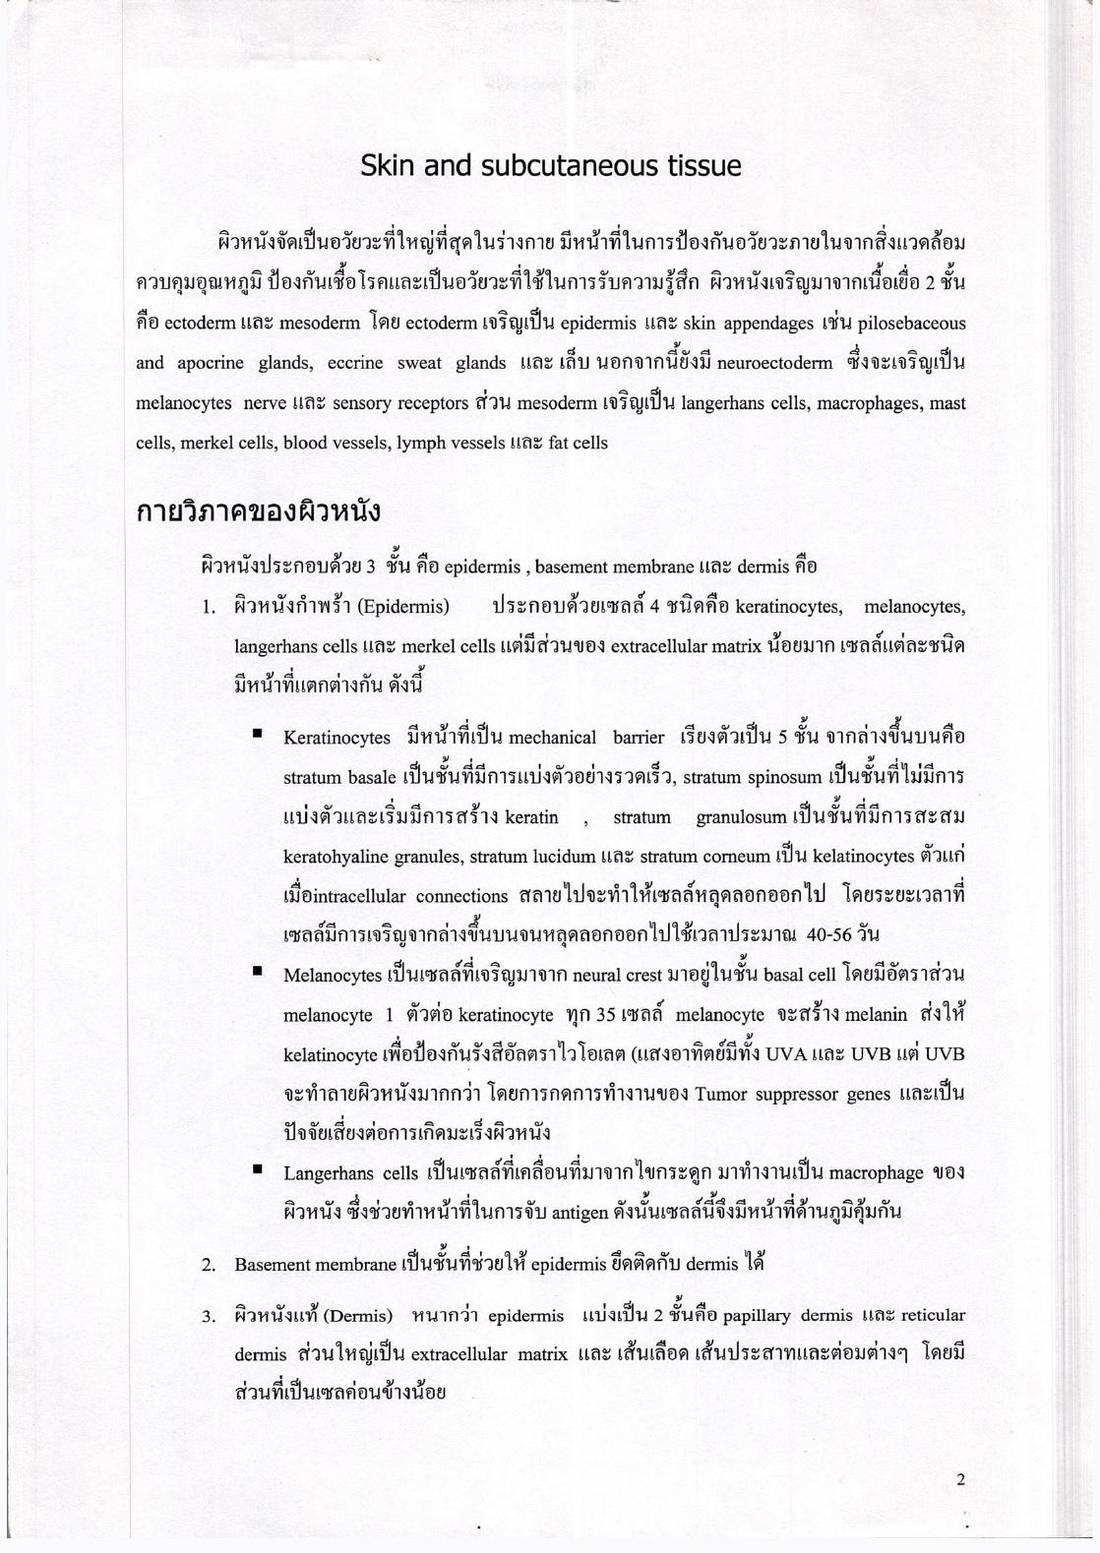 Skin and subcutaneous tissue
ผิวหนังจัดเป็นอวัยวะที่ใหญ่ที่สุดในร่างกาย มีหน้าที่ในการป้องกันอวัยวะภายในจากสิ่งแวดล้อม
ควบคุมอุณหภูมิ ป้องกันเชื้อโรคและเป็นอวัยวะที่ใช้ในการรับความรู้สึก ผิวหนังเจริญมาจากเนื้อเยื่อ 2 ชั้น
คือ ectoderm และ mesoderm โดย ectoderm เจริญเป็น epidermis และ skin appendages เช่น pilosebaceous
and apocrine glands, eccrine sweat glands และ เล็บ นอกจากนี้ยังมี neuroectoderm ซึ่งจะเจริญเป็น
melanocytes nerve และ sensory receptors ส่วน mesoderm เจริญเป็น langerhans cells, macrophages, mast
cells, merkel cells, blood vessels, lymph vessels และ fat cells
กายวิภาคของผิวหนัง
ผิวหนังประกอบด้วย 3 ชั้น คือ epidermis , basement membrane และ dermis คือ
1. ผิวหนังกำพร้า (Epidermis) ประกอบด้วยเซลล์ 4 ชนิดคือ keratinocytes, melanocytes,
langerhans cells และ merkel cells แต่มีส่วนของ extracellular matrix น้อยมาก เซลล์แต่ละชนิด
มีหน้าที่แตกต่างกัน ดังนี้
▪ Keratinocytes มีหน้าที่เป็น mechanical barrier เรียงตัวเป็น 5 ชั้น จากล่างขึ้นบนคือ
stratum basale เป็นชั้นที่มีการแบ่งตัวอย่างรวดเร็ว, stratum spinosum เป็นชั้นที่ไม่มีการ
แบ่งตัวและเริ่มมีการสร้าง keratin , stratum granulosum เป็นชั้นที่มีการสะสม
keratohyaline granules, stratum lucidum และ stratum corneum เป็น kelatinocytes ตัวแก่
เมื่อintracellular connections สลายไปจะทำให้เซลล์หลุดลอกออกไป โดยระยะเวลาที่
เซลล์มีการเจริญจากล่างขึ้นบนจนหลุดลอกออกไปใช้เวลาประมาณ 40-56 วัน
▪ Melanocytes เป็นเซลล์ที่เจริญมาจาก neural crest มาอยู่ในชั้น basal cell โดยมีอัตราส่วน
melanocyte 1 ตัวต่อ keratinocyte ทุก 35 เซลล์ melanocyte จะสร้าง melanin ส่งให้
kelatinocyte เพื่อป้องกันรังสีอัลตราไวโอเลต (แสงอาทิตย์มีทั้ง UVA และ UVB แต่ UVB
จะทำลายผิวหนังมากกว่า โดยการกดการทำงานของ Tumor suppressor genes และเป็น
ปัจจัยเสี่ยงต่อการเกิดมะเร็งผิวหนัง
▪ Langerhans cells เป็นเซลล์ที่เคลื่อนที่มาจากไขกระดูก มาทำงานเป็น macrophage ของ
ผิวหนัง ซึ่งช่วยทำหน้าที่ในการจับ antigen ดังนั้นเซลล์นี้จึงมีหน้าที่ด้านภูมิคุ้มกัน
2. Basement membrane เป็นชั้นที่ช่วยให้ epidermis ยึดติดกับ dermis ได้
3. ผิวหนังแท้ (Dermis) หนากว่า epidermis แบ่งเป็น 2 ชั้นคือ papillary dermis และ reticular
dermis ส่วนใหญ่เป็น extracellular matrix และ เส้นเลือด เส้นประสาทและต่อมต่างๆ โดยมี
ส่วนที่เป็นเซลค่อนข้างน้อย
2